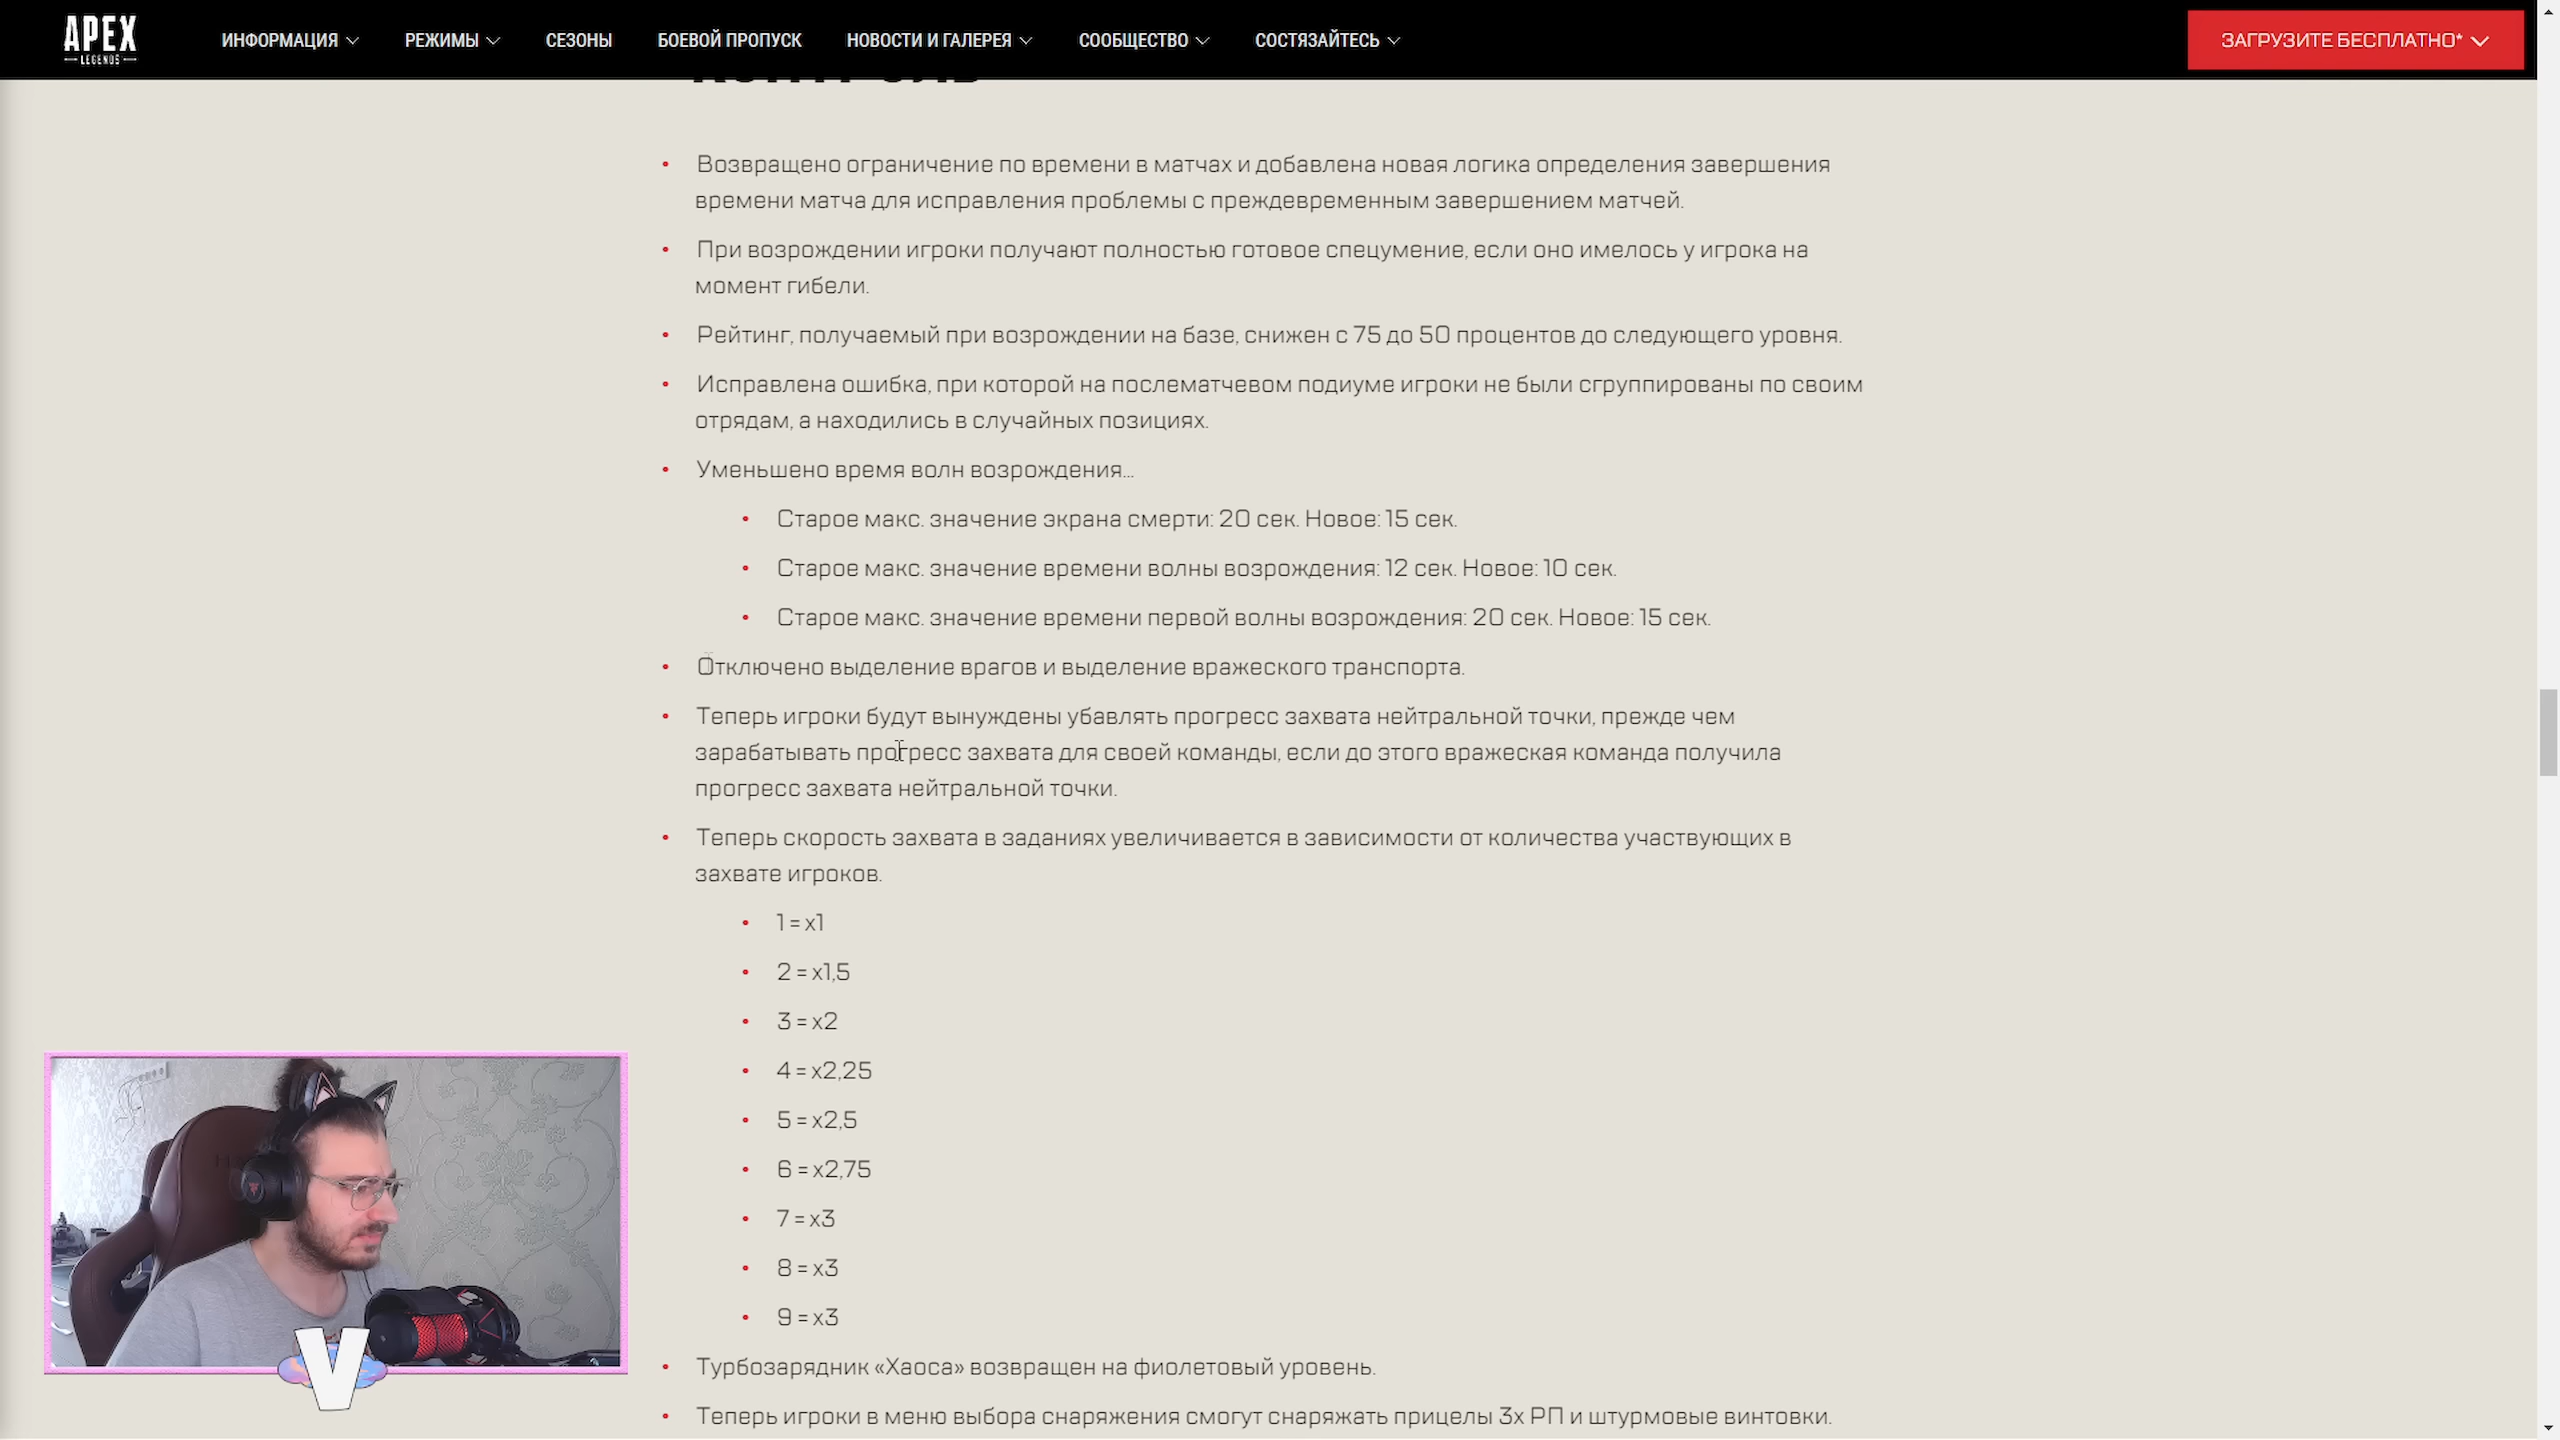 APEX
LEGENDS
ИНФОРМАЦИЯ
РЕЖИМЫ
СЕЗОНЫ
БОЕВОЙ ПРОПУСК
НОВОСТИ И ГАЛЕРЕЯ
СООБЩЕСТВО
СОСТЯЗАЙТЕСЬ
ЗАГРУЗИТЕ БЕСПЛАТНО*
Возвращено ограничение по времени в матчах и добавлена новая логика определения завершения
времени матча для исправления проблемы с преждевременным завершением матчей.
При возрождении игроки получают полностью готовое спецумение, если оно имелось у игрока на
момент гибели.
Рейтинг, получаемый при возрождении на базе, снижен с 75 до 50 процентов до следующего уровня.
Исправлена ошибка, при которой на послематчевом подиуме игроки не были сгруппированы по своим
отрядам, а находились в случайных позициях.
Уменьшено время волн возрождения...
Старое макс. значение экрана смерти: 20 сек. Новое: 15 сек.
Старое макс. значение времени волны возрождения: 12 сек. Новое: 10 сек.
Старое макс. значение времени первой волны возрождения: 20 сек. Новое: 15 сек.
Отключено выделение врагов и выделение вражеского транспорта.
Теперь игроки будут вынуждены убавлять прогресс захвата нейтральной точки, прежде чем
зарабатывать прогресс захвата для своей команды, если до этого вражеская команда получила
прогресс захвата нейтральной точки.
Теперь скорость захвата в заданиях увеличивается в зависимости от количества участвующих в
захвате игроков.
1 = x1
2 = x1,5
3 = x2
4 = x2,25
5 = x2,5
6 = x2,75
7 = x3
8 = x3
9 = x3
Турбозарядник «Хаоса» возвращен на фиолетовый уровень.
Теперь игроки в меню выбора снаряжения смогут снаряжать прицелы 3x РП и штурмовые винтовки.
V